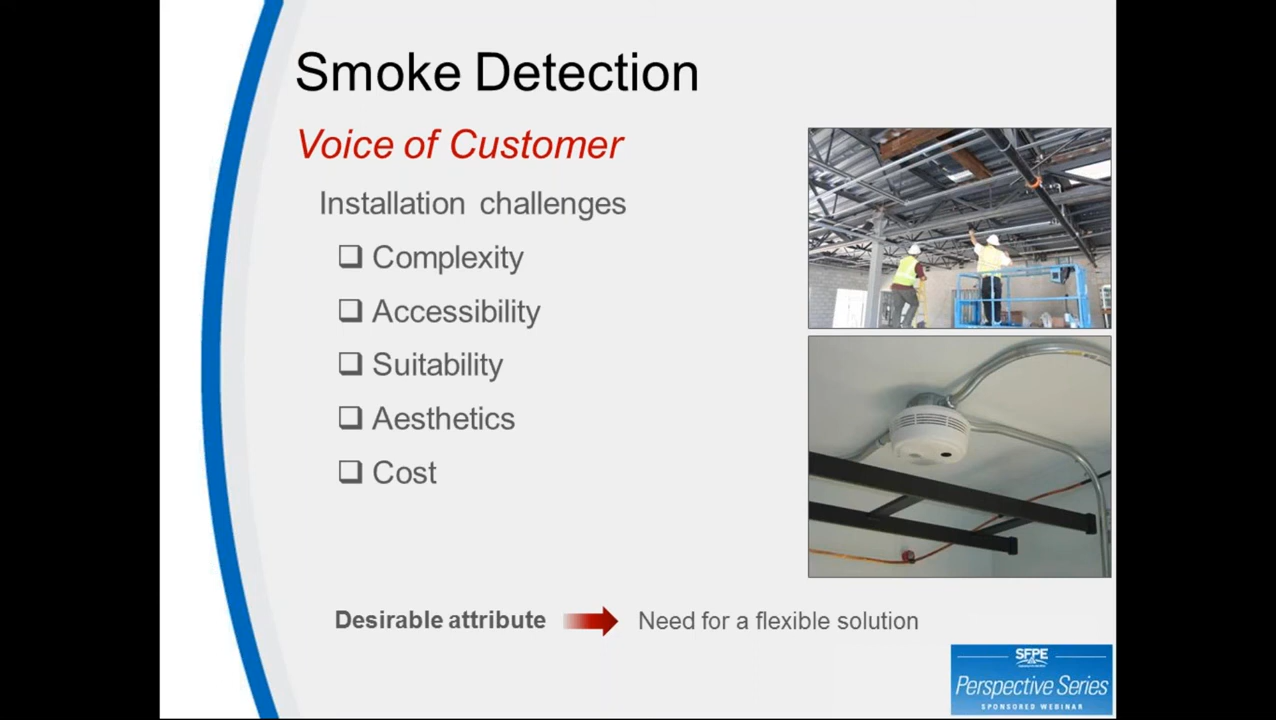 Smoke Detection
Voice of Customer
Installation challenges
❑ Complexity
❑ Accessibility
❑ Suitability
❑ Aesthetics
❑ Cost
Desirable attribute
Need for a flexible solution
SFPE
Perspective Series
SPONSORED WEBINAR